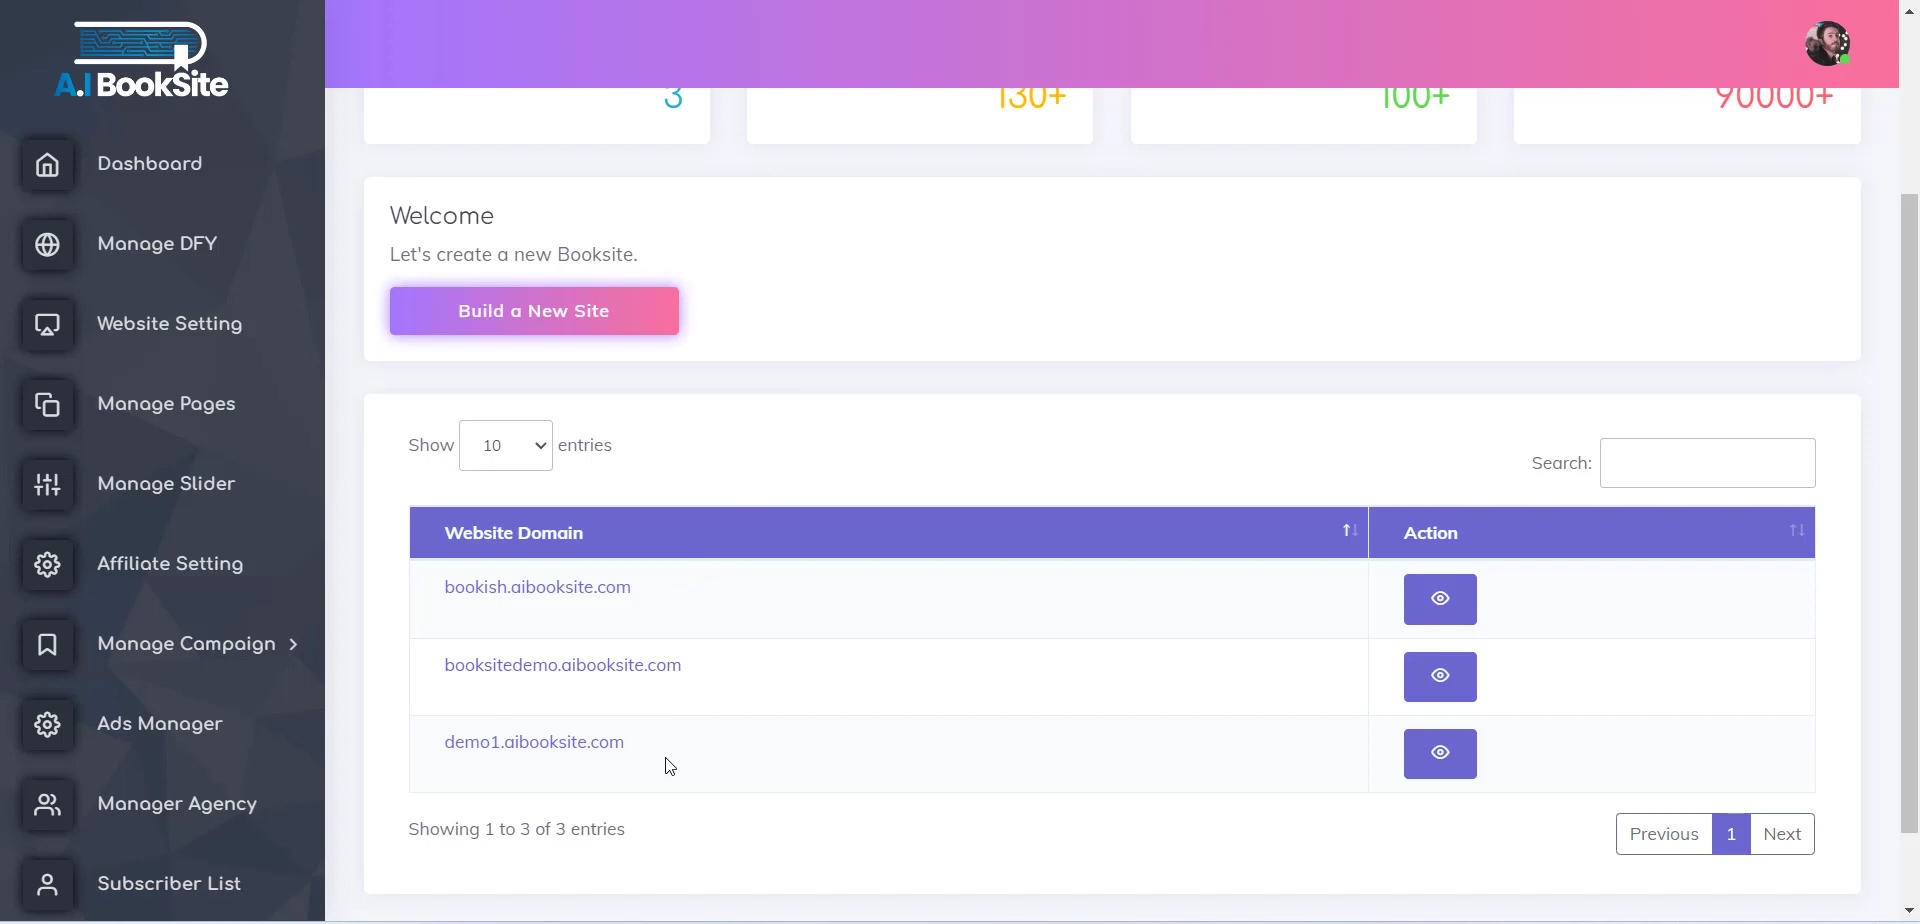 A.I BookSite
Dashboard
Manage DFY
Website Setting
Manage Pages
Manage Slider
Affiliate Setting
Manage Campaign
Ads Manager
Manager Agency
Subscriber List
3
130+
100+
90000+
Welcome
Let's create a new Booksite.
Build a New Site
Show 10 entries
Search:
Website Domain Action
bookish.aibooksite.com
booksitedemo.aibooksite.com
demo1.aibooksite.com
Showing 1 to 3 of 3 entries
Previous 1 Next